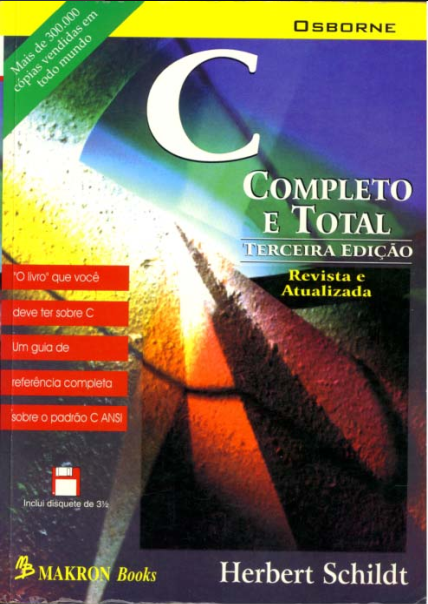 OSBORNE
Mais de 300.000
cópias vendidas em
todo mundo
C
COMPLETO
E TOTAL
TERCEIRA EDIÇÃO
Revista e
Atualizada
"O livro" que você
deve ter sobre C
Um guia de
referência completa
sobre o padrão C ANSI
Inclui disquete de 3½
MAKRON Books
Herbert Schildt